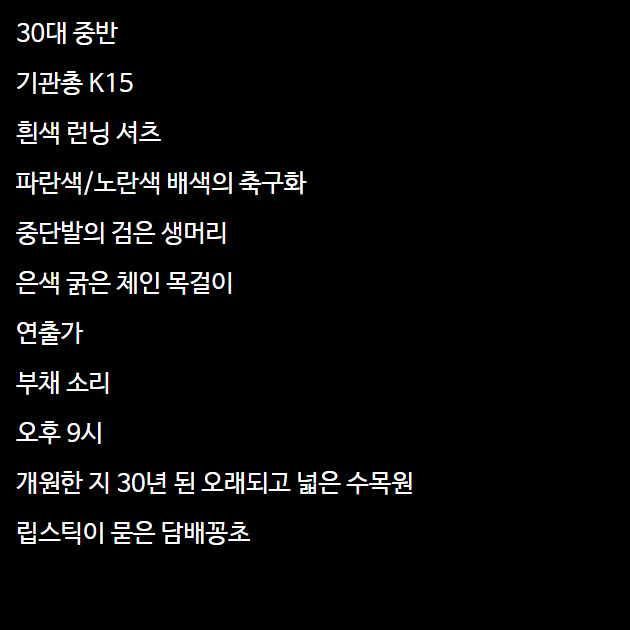 30대 중반
기관총 K15
흰색 런닝 셔츠
파란색/노란색 배색의 축구화
중단발의 검은 생머리
은색 굵은 체인 목걸이
연출가
부채 소리
오후 9시
개원한 지 30년 된 오래되고 넓은 수목원
립스틱이 묻은 담배꽁초